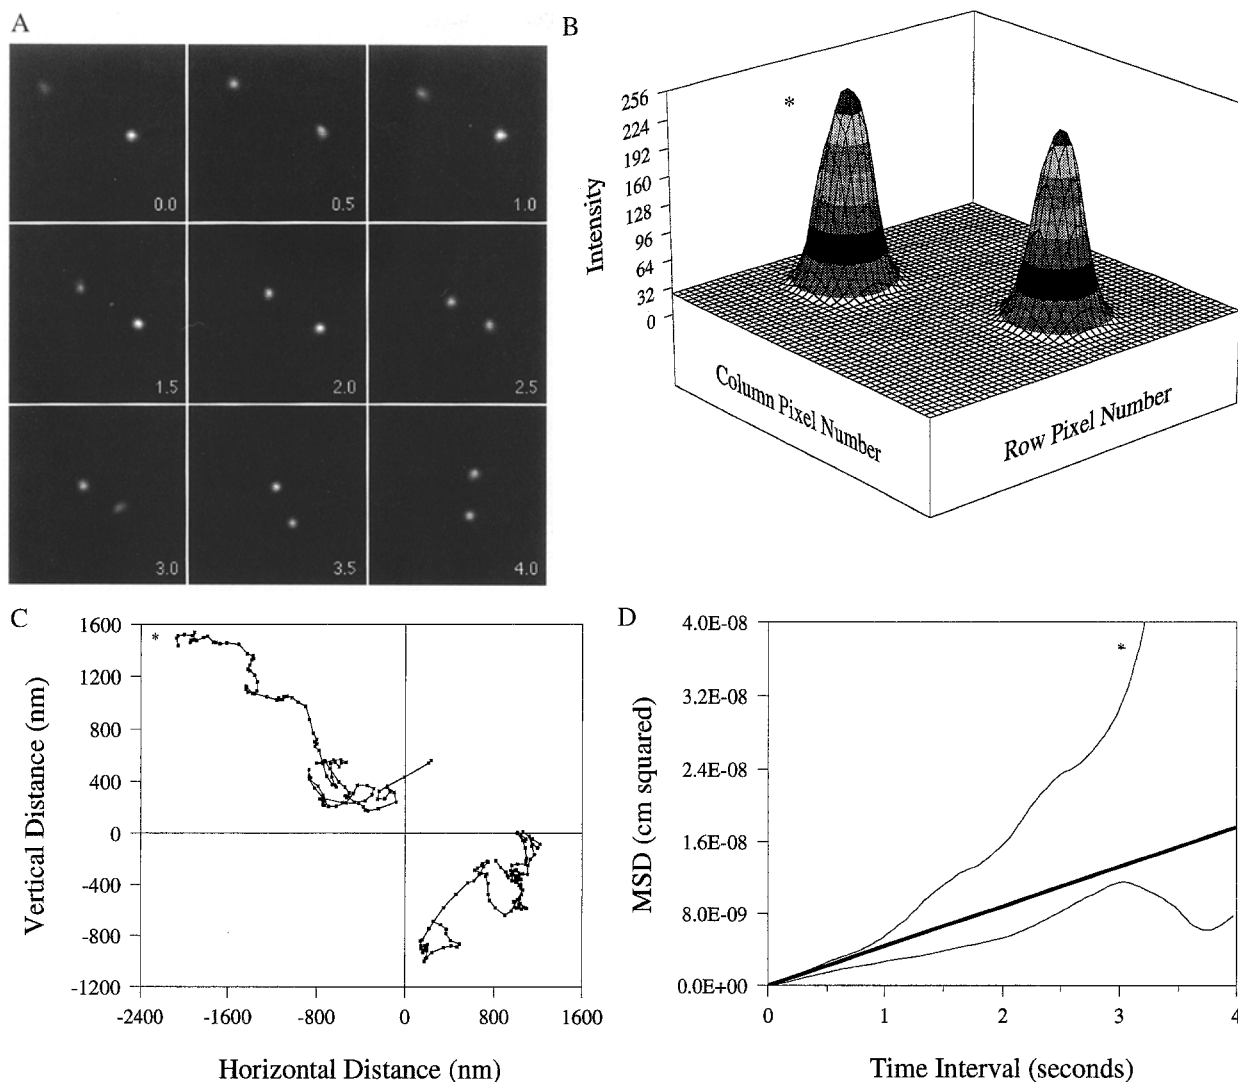 A
0.0
0.5
1.0
1.5
2.0
2.5
3.0
3.5
4.0
B
*
256
224
192
160
128
96
64
32
0
Intensity
Column Pixel Number
Row Pixel Number
C
*
1600
1200
800
400
0
-400
-800
-1200
-2400
-1600
-800
0
800
1600
Vertical Distance (nm)
Horizontal Distance (nm)
D
*
4.0E-08
3.2E-08
2.4E-08
1.6E-08
8.0E-09
0.0E+00
0
1
2
3
4
MSD (cm squared)
Time Interval (seconds)